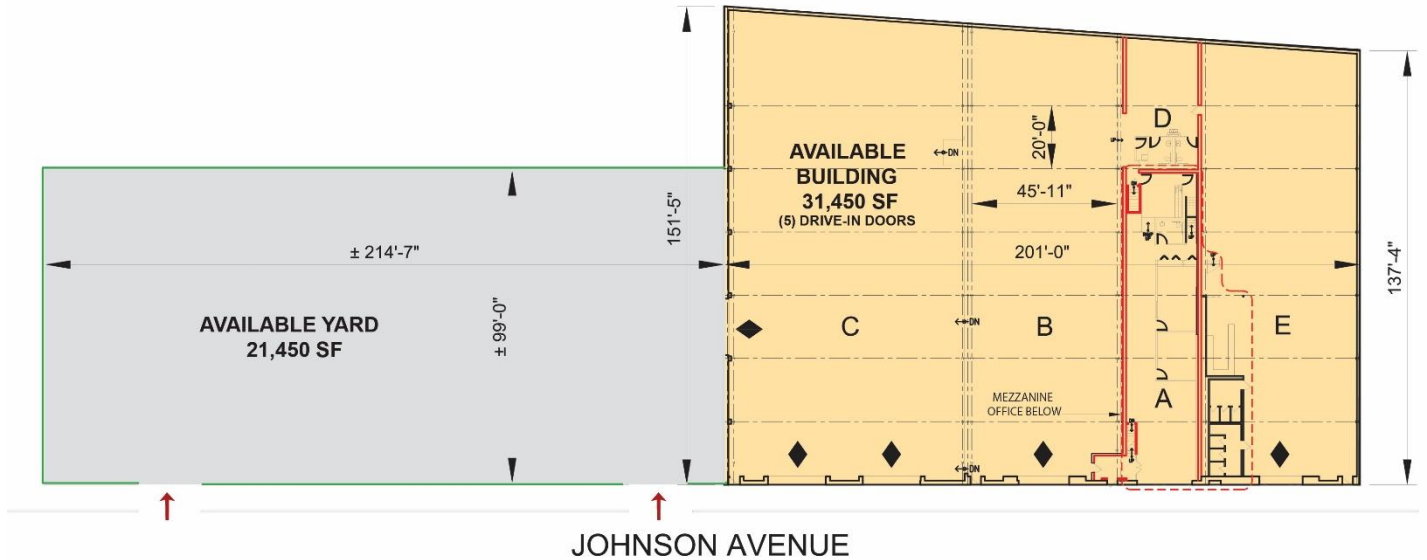 AVAILABLE
BUILDING
31,450 SF
(5) DRIVE-IN DOORS
D
20'-0"
DN
45'-11"
151'-5"
± 214'-7"
201'-0"
137'-4"
AVAILABLE YARD
21,450 SF
± 99'-0"
C
DN
B
E
MEZZANINE
OFFICE BELOW
A
DN
JOHNSON AVENUE